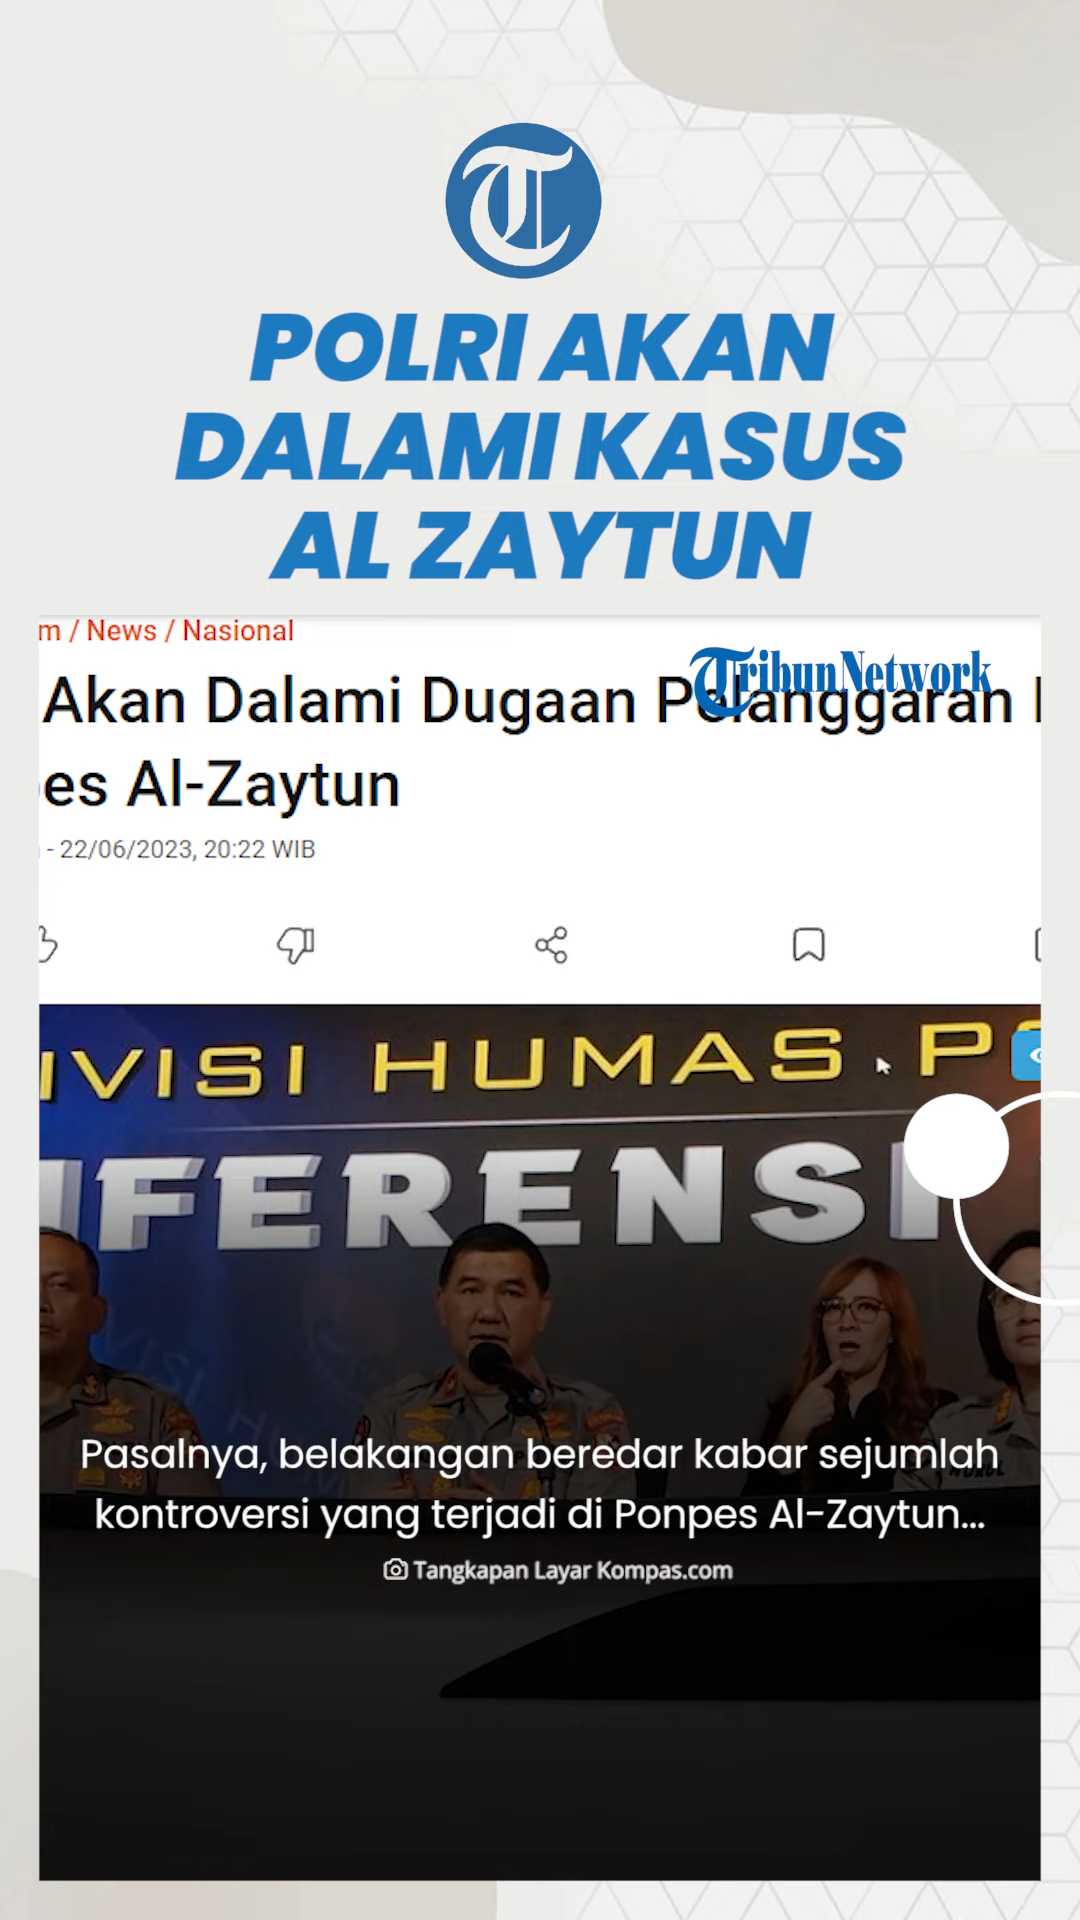 POLRI AKAN
DALAMI KASUS
AL ZAYTUN
m / News / Nasional
TribunNetwork
Akan Dalami Dugaan Pelanggaran
es Al-Zaytun
- 22/06/2023, 20:22 WIB
IVISI HUMAS P
NFERENSI
Pasalnya, belakangan beredar kabar sejumlah
kontroversi yang terjadi di Ponpes Al-Zaytun...
Tangkapan Layar Kompas.com